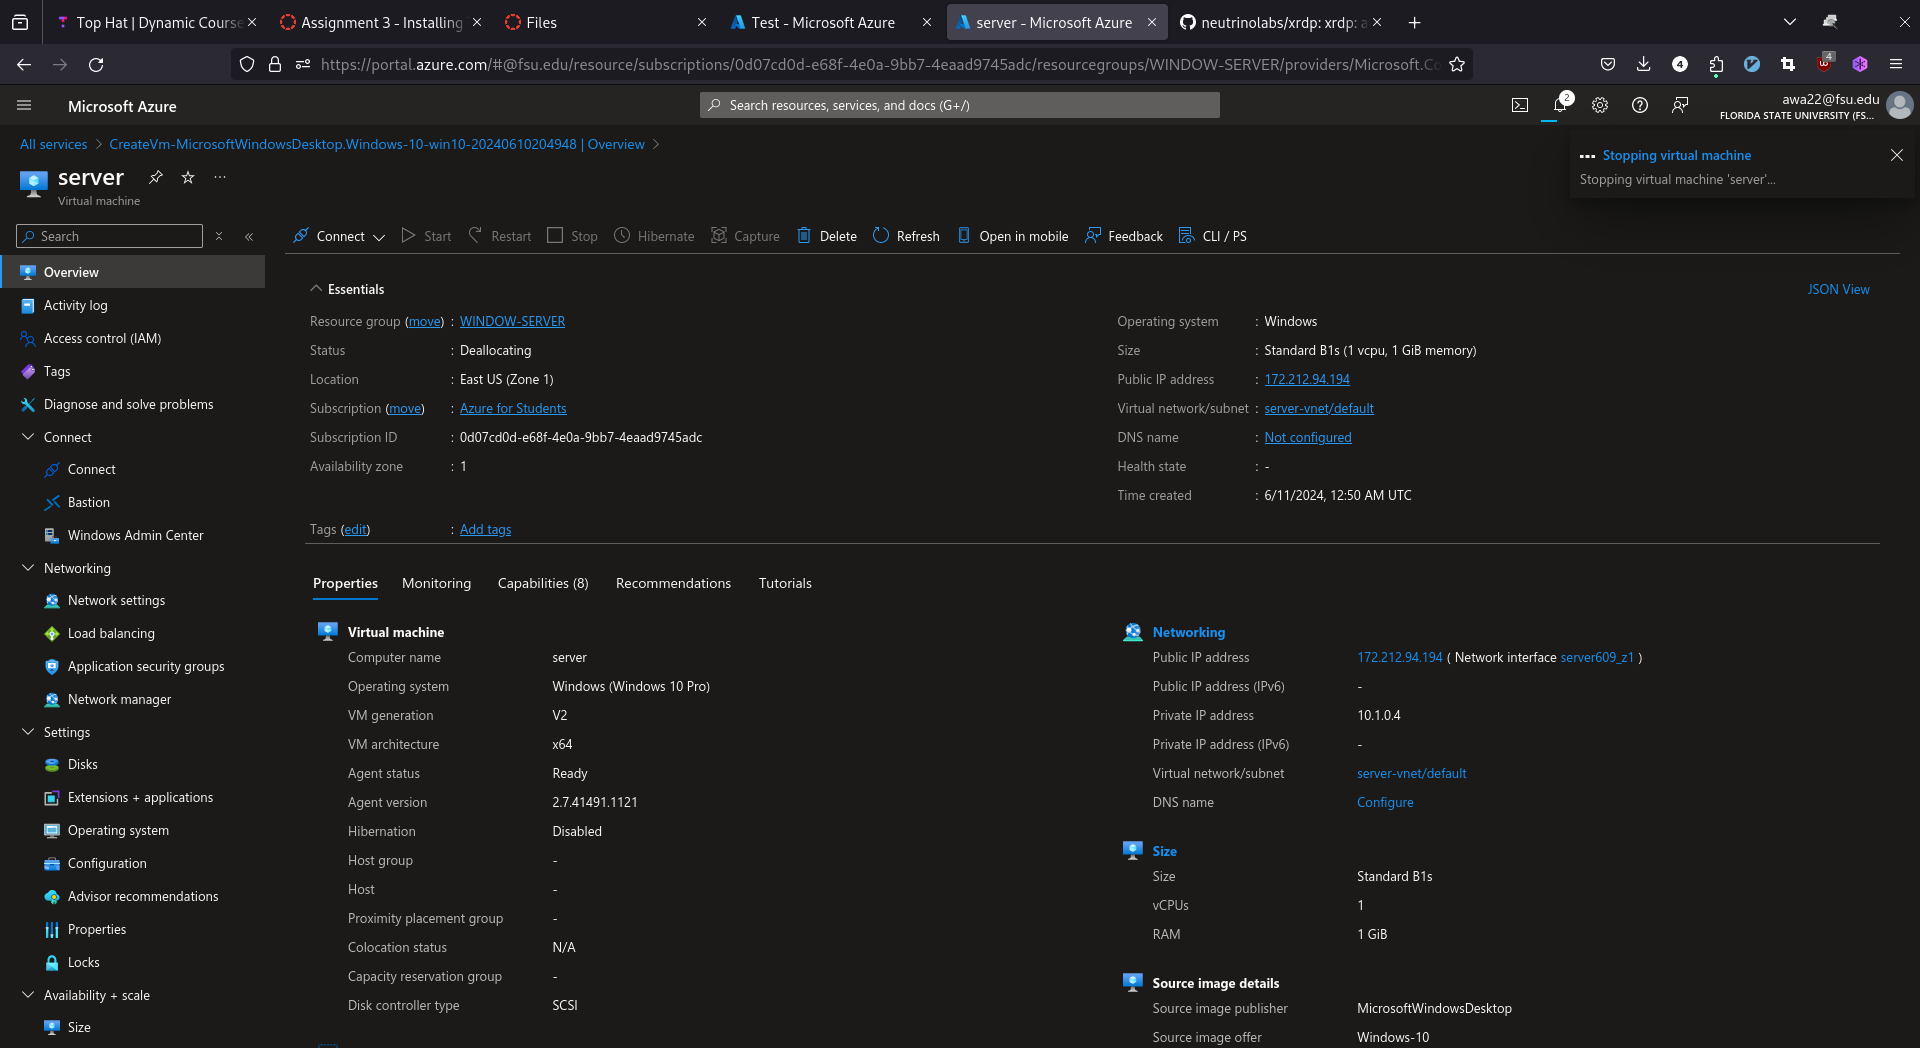 Top Hat | Dynamic Course
Assignment 3 - Installing
Files
Test - Microsoft Azure
server - Microsoft Azure
neutrinolabs/xrdp: xrdp: a
https://portal.azure.com/#@fsu.edu/resource/subscriptions/0d07cd0d-e68f-4e0a-9bb7-4eaad9745adc/resourcegroups/WINDOW-SERVER/providers/Microsoft.Co
4
4
Microsoft Azure
Search resources, services, and docs (G+/)
2
awa22@fsu.edu
FLORIDA STATE UNIVERSITY (FS...
All services > CreateVm-MicrosoftWindowsDesktop.Windows-10-win10-20240610204948 | Overview >
Stopping virtual machine
Stopping virtual machine 'server'...
server
Virtual machine
Search
Connect
Start
Restart
Stop
Hibernate
Capture
Delete
Refresh
Open in mobile
Feedback
CLI / PS
Overview
Activity log
Access control (IAM)
Tags
Diagnose and solve problems
Connect
Connect
Bastion
Windows Admin Center
Networking
Network settings
Load balancing
Application security groups
Network manager
Settings
Disks
Extensions + applications
Operating system
Configuration
Advisor recommendations
Properties
Locks
Availability + scale
Size
Essentials
JSON View
Resource group (move) : WINDOW-SERVER
Status : Deallocating
Location : East US (Zone 1)
Subscription (move) : Azure for Students
Subscription ID : 0d07cd0d-e68f-4e0a-9bb7-4eaad9745adc
Availability zone : 1
Operating system : Windows
Size : Standard B1s (1 vcpu, 1 GiB memory)
Public IP address : 172.212.94.194
Virtual network/subnet : server-vnet/default
DNS name : Not configured
Health state : -
Time created : 6/11/2024, 12:50 AM UTC
Tags (edit) : Add tags
Properties
Monitoring
Capabilities (8)
Recommendations
Tutorials
Virtual machine
Computer name server
Operating system Windows (Windows 10 Pro)
VM generation V2
VM architecture x64
Agent status Ready
Agent version 2.7.41491.1121
Hibernation Disabled
Host group -
Host -
Proximity placement group -
Colocation status N/A
Capacity reservation group -
Disk controller type SCSI
Networking
Public IP address 172.212.94.194 ( Network interface server609_z1 )
Public IP address (IPv6) -
Private IP address 10.1.0.4
Private IP address (IPv6) -
Virtual network/subnet server-vnet/default
DNS name Configure
Size
Size Standard B1s
vCPUs 1
RAM 1 GiB
Source image details
Source image publisher MicrosoftWindowsDesktop
Source image offer Windows-10